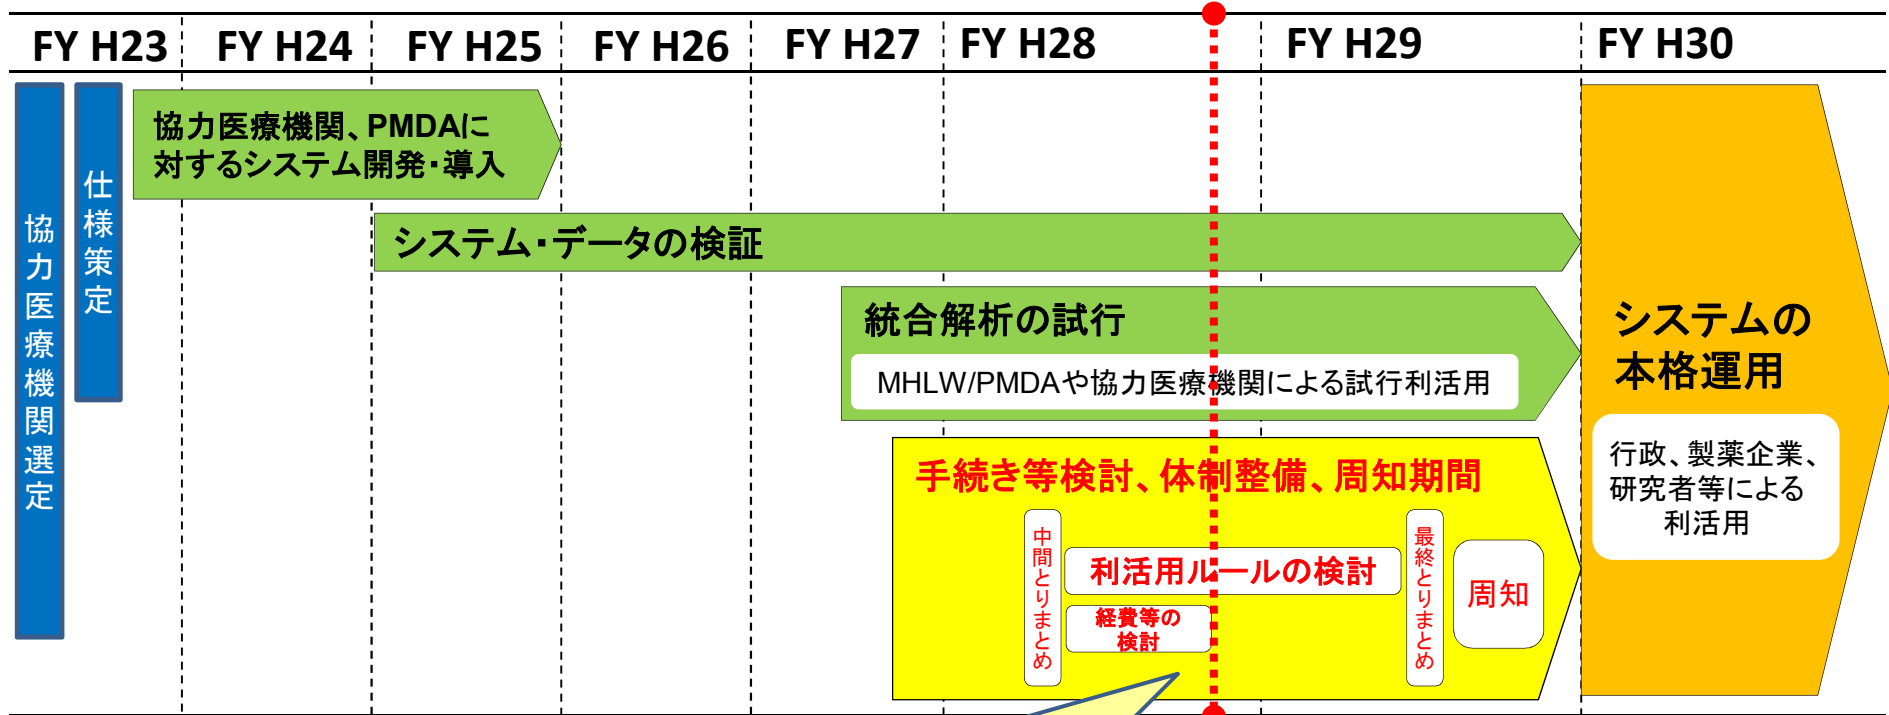 FY H23 FY H24 FY H25 FY H26 FY H27 FY H28 FY H29 FY H30
協力医療機関選定
仕様策定
協力医療機関、PMDAに
対するシステム開発・導入
システム・データの検証
統合解析の試行
MHLW/PMDAや協力医療機関による試行利活用
手続き等検討、体制整備、周知期間
中間とりまとめ
利活用ルールの検討
経費等の
検討
最終とりまとめ
周知
システムの
本格運用
行政、製薬企業、
研究者等による
利活用